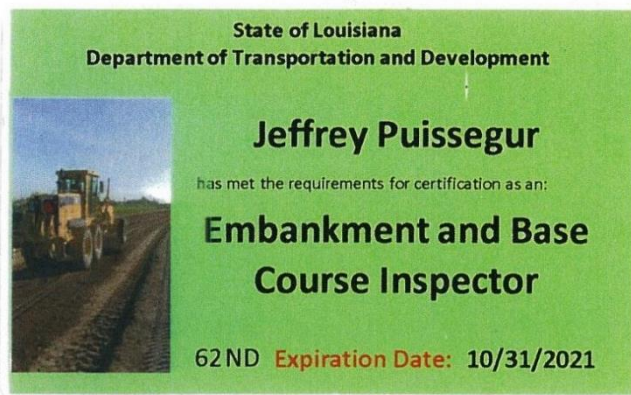 State of Louisiana
Department of Transportation and Development
Jeffrey Puissegur
has met the requirements for certification as an:
Embankment and Base
Course Inspector
62ND Expiration Date: 10/31/2021